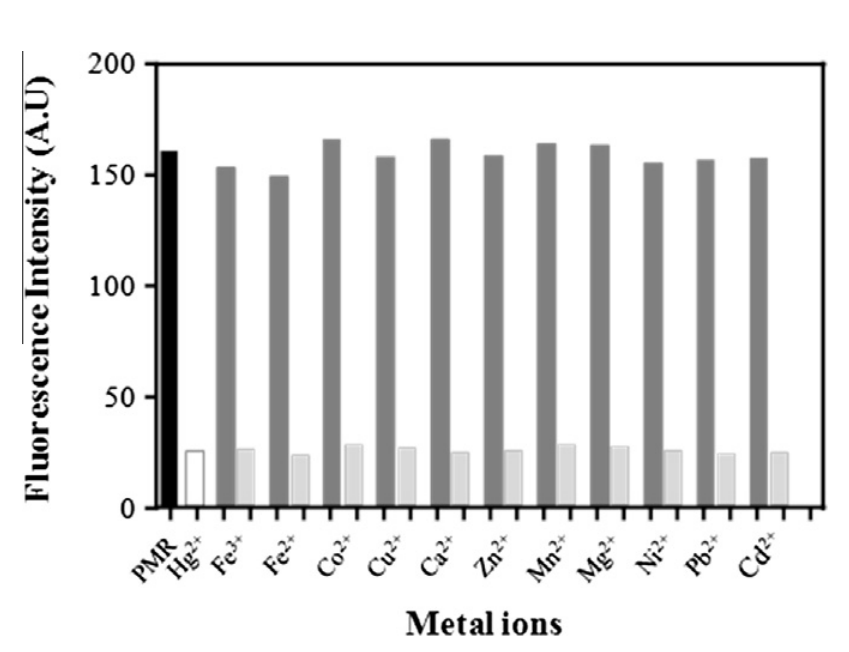 Fluorescence Intensity (A.U)
200
150
100
50
0
PMR
Hg²⁺
Fe³⁺
Fe²⁺
Co²⁺
Cu²⁺
Ca²⁺
Zn²⁺
Mn²⁺
Mg²⁺
Ni²⁺
Pb²⁺
Cd²⁺
Metal ions